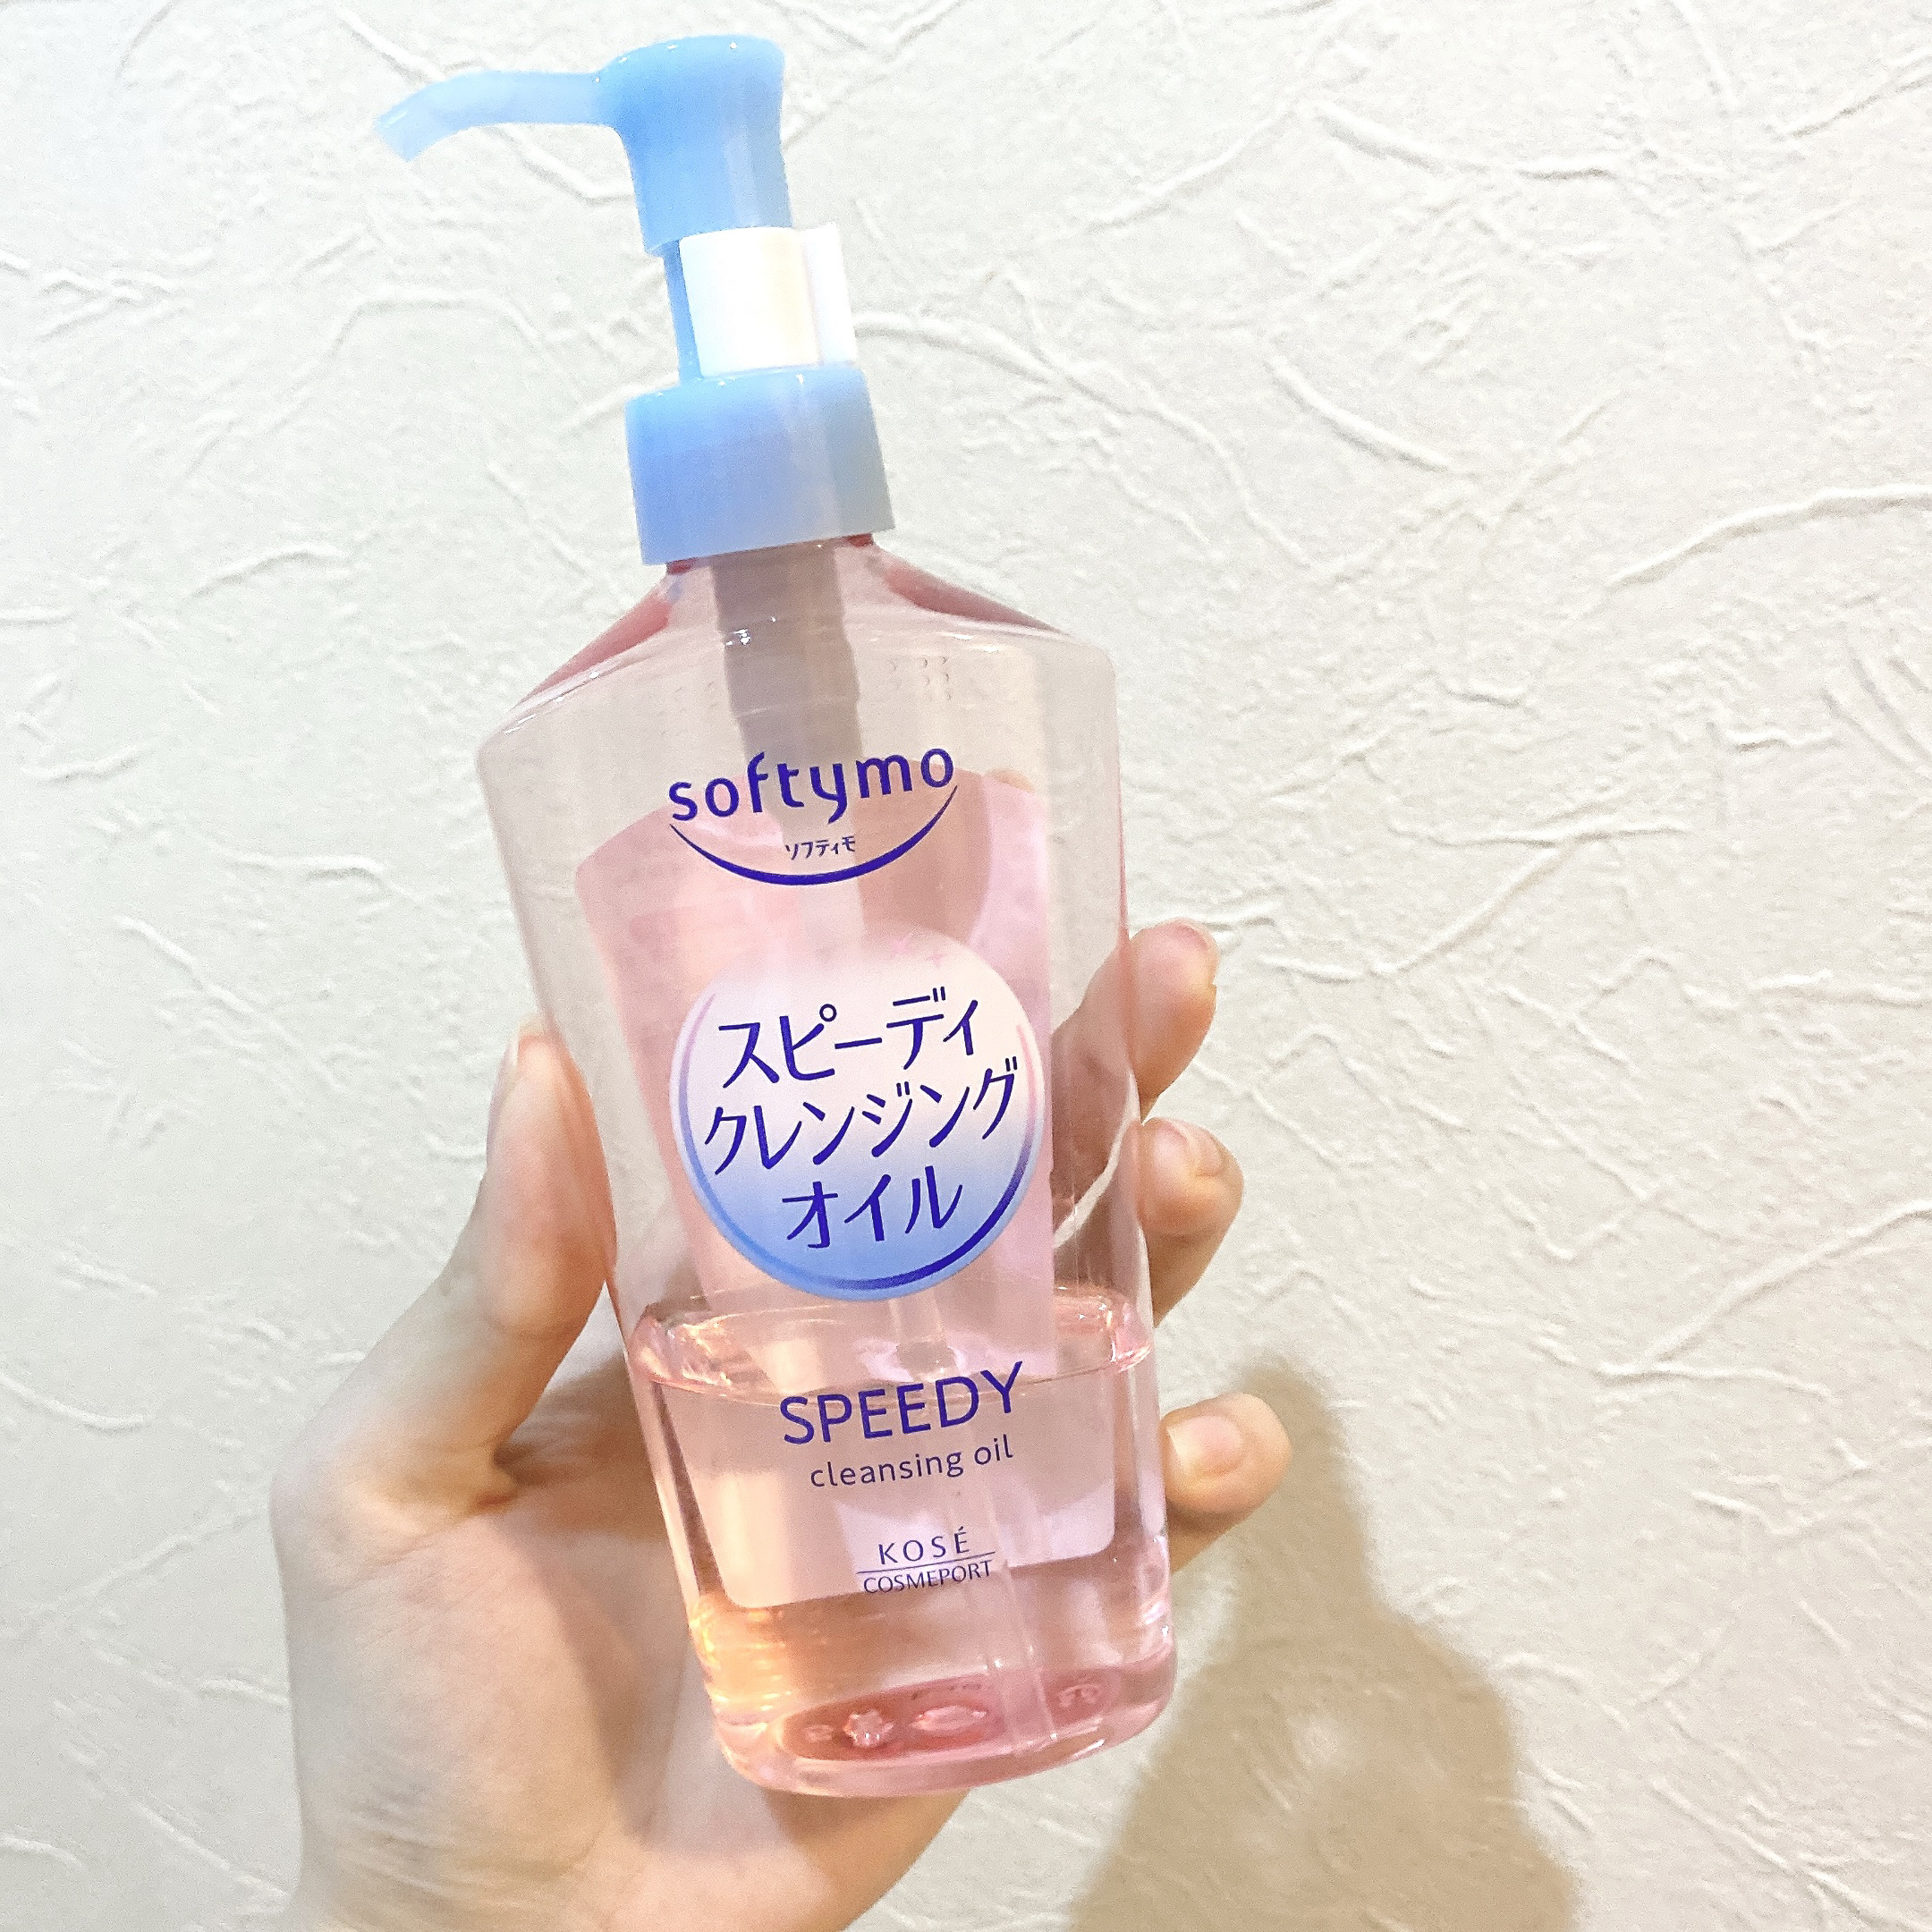 softymo
ソフティモ
スピーディ
クレンジング
オイル
SPEEDY
cleansing oil
KOSÉ
COSMEPORT